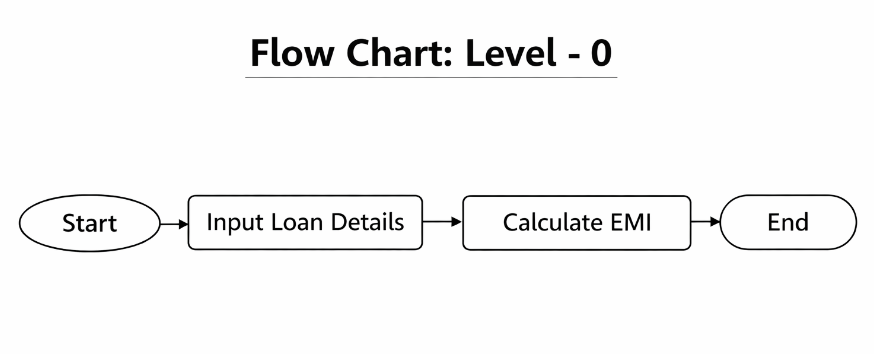 Flow Chart: Level - 0
Start
Input Loan Details
Calculate EMI
End